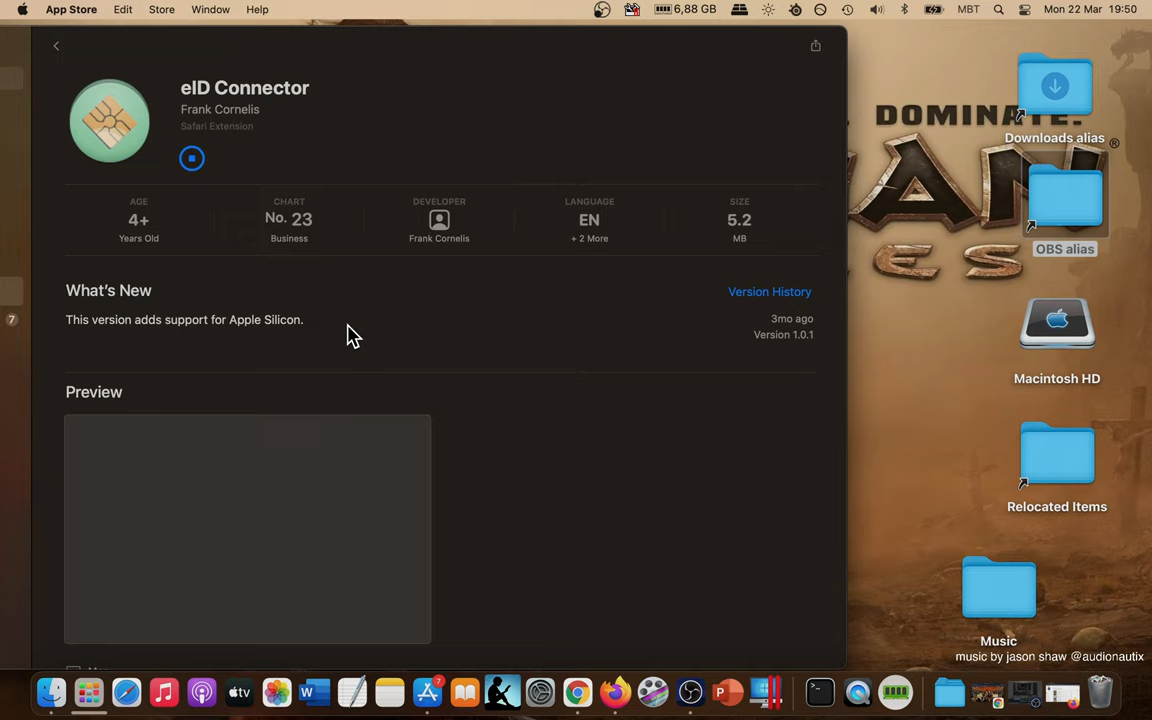 App Store Edit Store Window Help 6,88 GB MBT Mon 22 Mar 19:50
eID Connector
Frank Cornelis
Safari Extension
AGE CHART DEVELOPER LANGUAGE SIZE
4+ No. 23 EN 5.2
Years Old Business Frank Cornelis + 2 More MB
What's New Version History
This version adds support for Apple Silicon. 3mo ago
Version 1.0.1
Preview
7
DOMINATE.
Downloads alias
OBS alias
Macintosh HD
Relocated Items
Music
music by jason shaw @audionautix
tv W 7 P